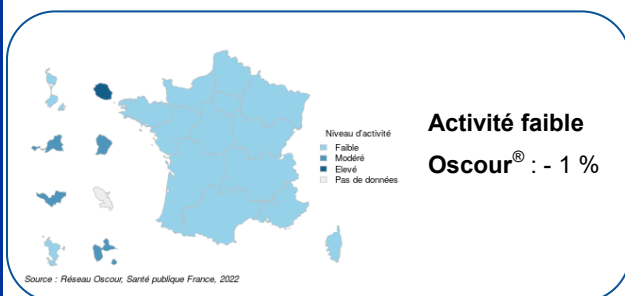 Niveau d'activité
Faible
Modéré
Elevé
Pas de données
Activité faible
Oscour® : - 1 %
Source : Réseau Oscour, Santé publique France, 2022